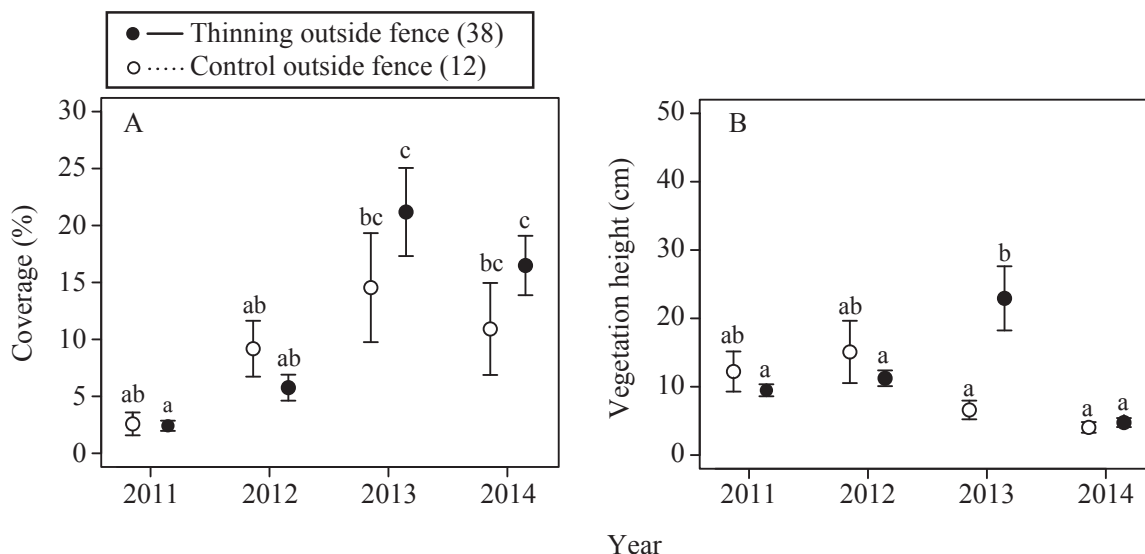 Thinning outside fence (38)
Control outside fence (12)
A
Coverage (%)
30
25
20
15
10
5
0
ab
a
ab
ab
bc
c
bc
c
2011
2012
2013
2014
B
Vegetation height (cm)
50
40
30
20
10
0
ab
a
ab
a
a
b
a
a
2011
2012
2013
2014
Year